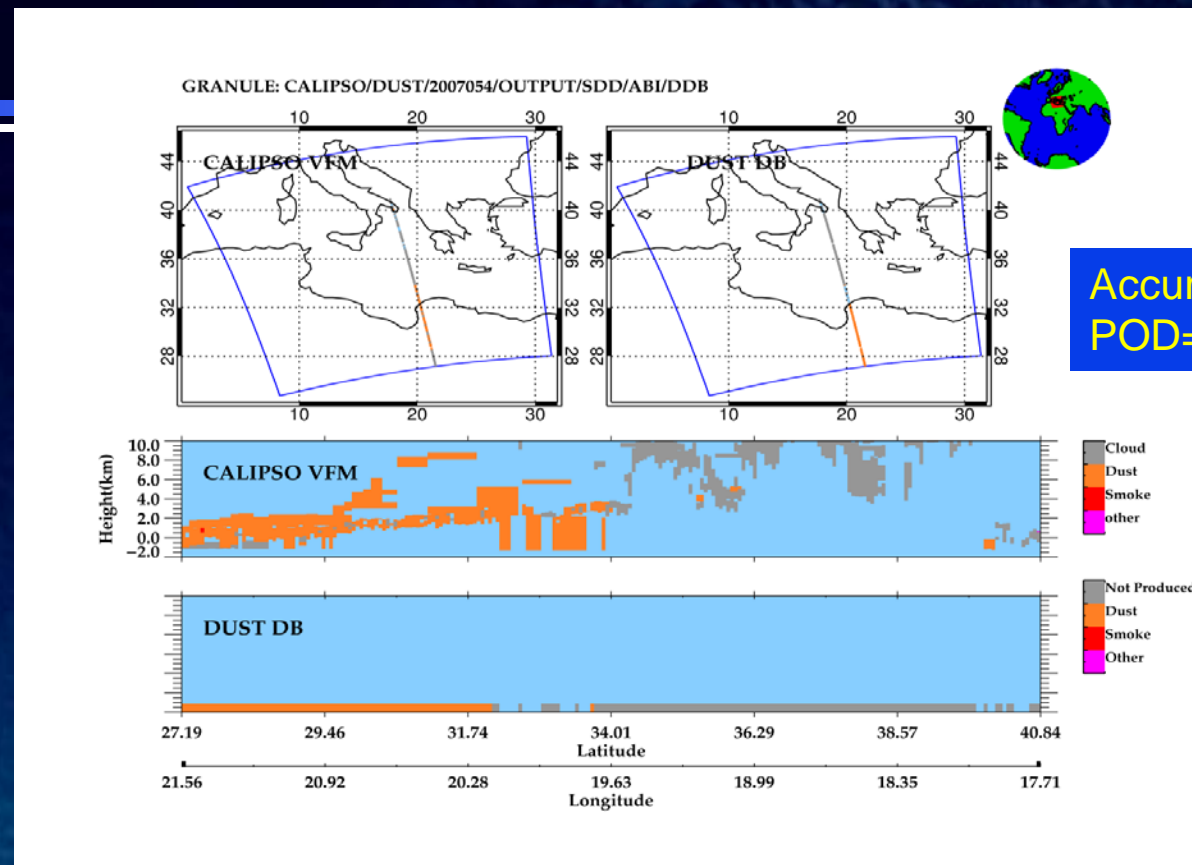 GRANULE: CALIPSO/DUST/2007054/OUTPUT/SDD/ABI/DDB
10 20 30
10 20 30
CALIPSO VFM
DUST DB
44 40 36 32 28
44 40 36 32 28
44 40 36 32 28
44 40 36 32 28
10 20 30
10 20 30
POD=
10.0
8.0
6.0
4.0
2.0
0.0
−2.0
Height(km)
CALIPSO VFM
Cloud
Dust
Smoke
other
DUST DB
Not Produced
Dust
Smoke
Other
27.19 29.46 31.74 34.01 36.29 38.57 40.84
Latitude
21.56 20.92 20.28 19.63 18.99 18.35 17.71
Longitude